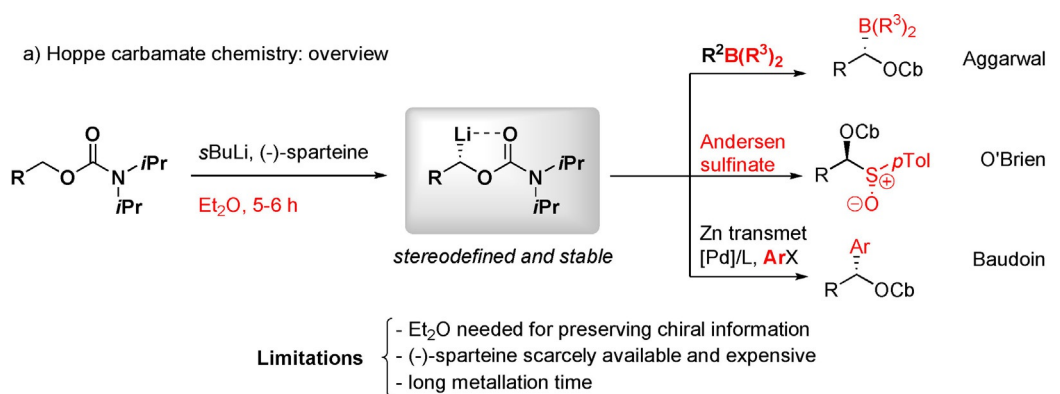 a) Hoppe carbamate chemistry: overview
R
O
O
N
iPr
iPr
sBuLi, (-)-sparteine
Et₂O, 5-6 h
Li
O
R
O
N
iPr
iPr
stereodefined and stable
R²B(R³)₂
B(R³)₂
R
OCb
Aggarwal
Andersen
sulfinate
OCb
R
S
⊕
pTol
⊖O
O'Brien
Zn transmet
[Pd]/L, ArX
Ar
R
OCb
Baudoin
Limitations
- Et₂O needed for preserving chiral information
- (-)-sparteine scarcely available and expensive
- long metallation time